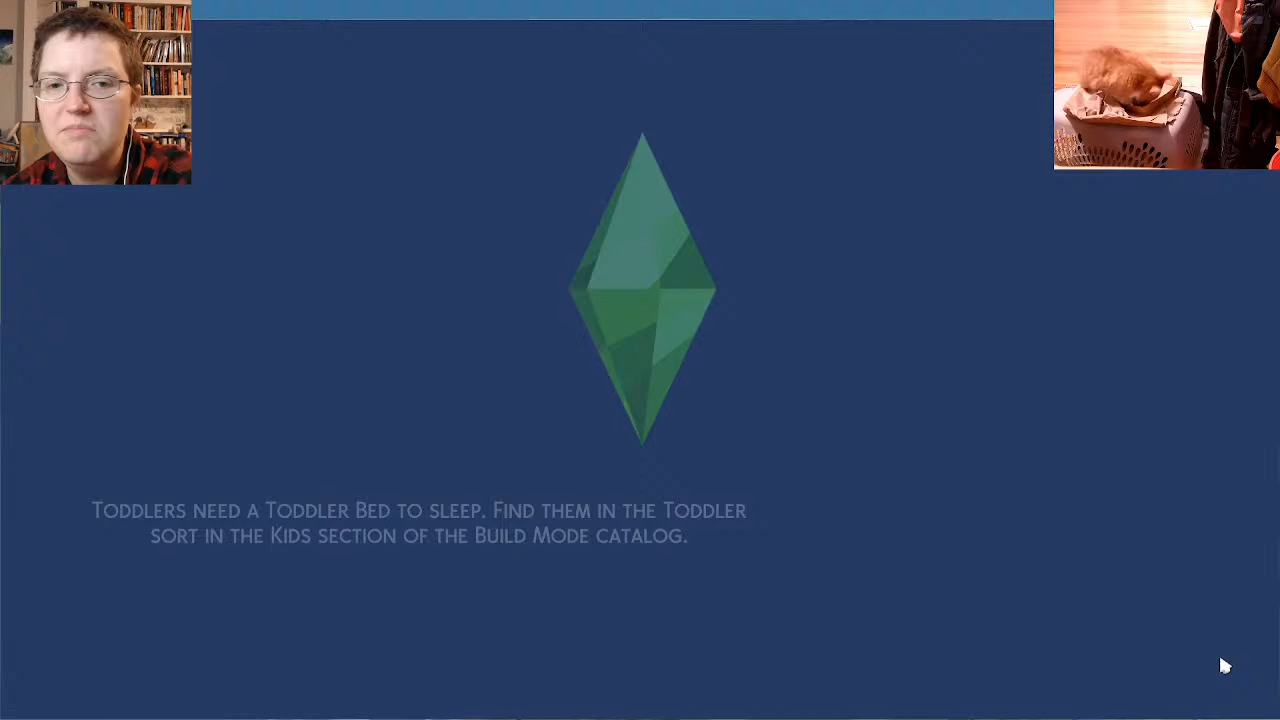 Toddlers need a Toddler Bed to sleep. Find them in the Toddler
sort in the Kids section of the Build Mode catalog.